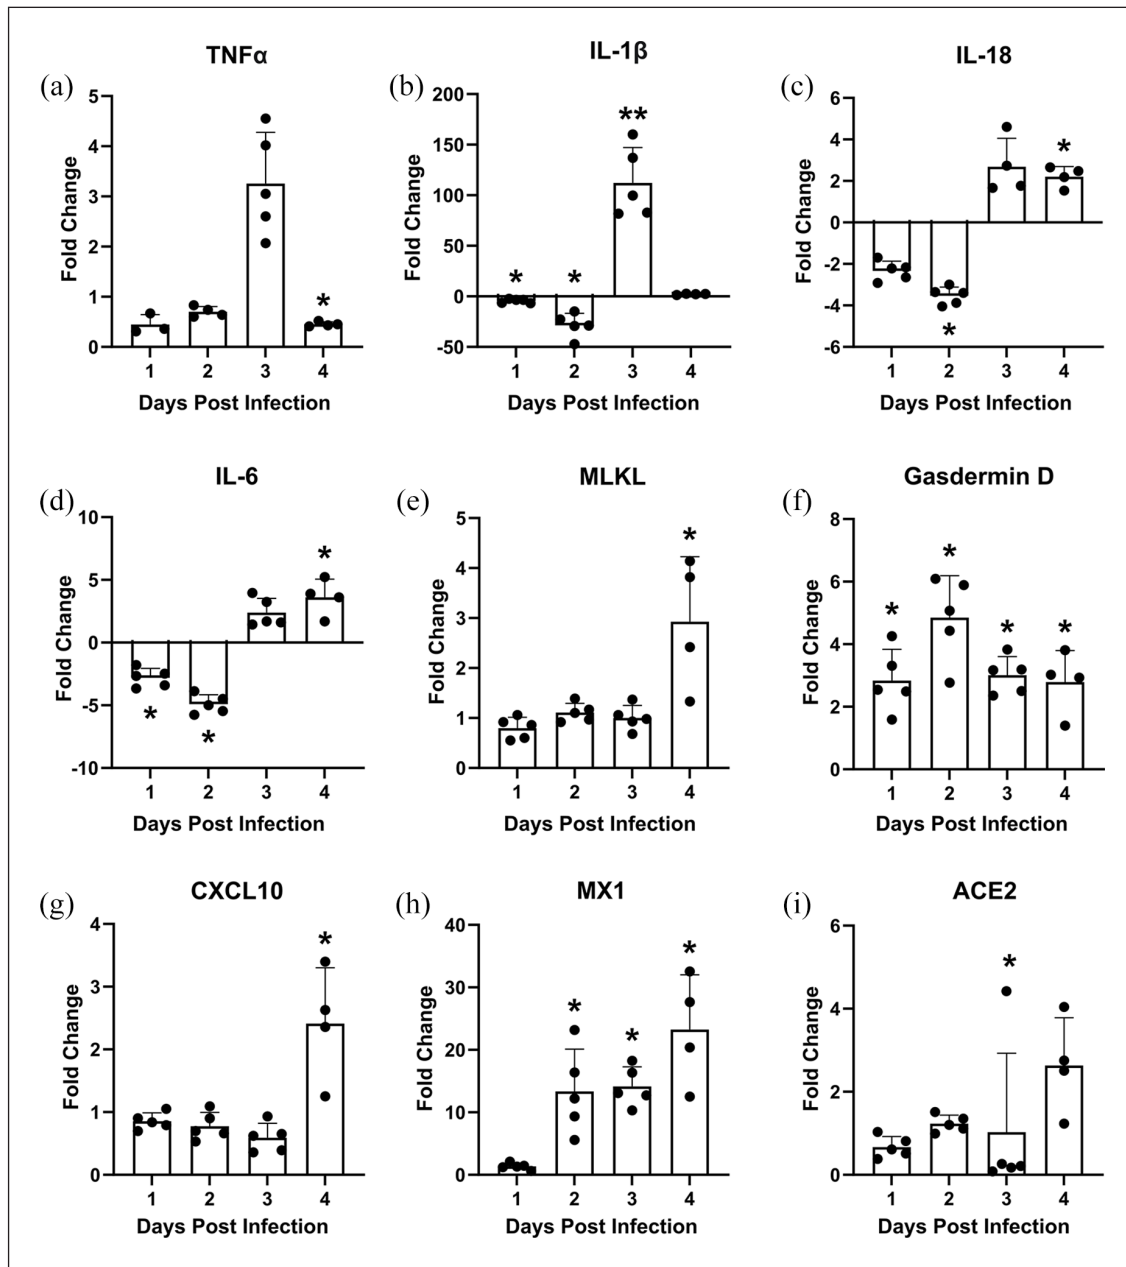 TNFα
(a)
Fold Change
5
4
3
2
1
0
*
1 2 3 4
Days Post Infection
IL-1β
(b)
Fold Change
200
150
100
50
0
-50
* * **
1 2 3 4
Days Post Infection
IL-18
(c)
Fold Change
6
4
2
0
-2
-4
-6
* *
1 2 3 4
Days Post Infection
IL-6
(d)
Fold Change
10
5
0
-5
-10
* * *
1 2 3 4
Days Post Infection
MLKL
(e)
Fold Change
5
4
3
2
1
0
*
1 2 3 4
Days Post Infection
Gasdermin D
(f)
Fold Change
8
6
4
2
0
* * * *
1 2 3 4
Days Post Infection
CXCL10
(g)
Fold Change
4
3
2
1
0
*
1 2 3 4
Days Post Infection
MX1
(h)
Fold Change
40
30
20
10
0
* * *
1 2 3 4
Days Post Infection
ACE2
(i)
Fold Change
6
4
2
0
*
1 2 3 4
Days Post Infection